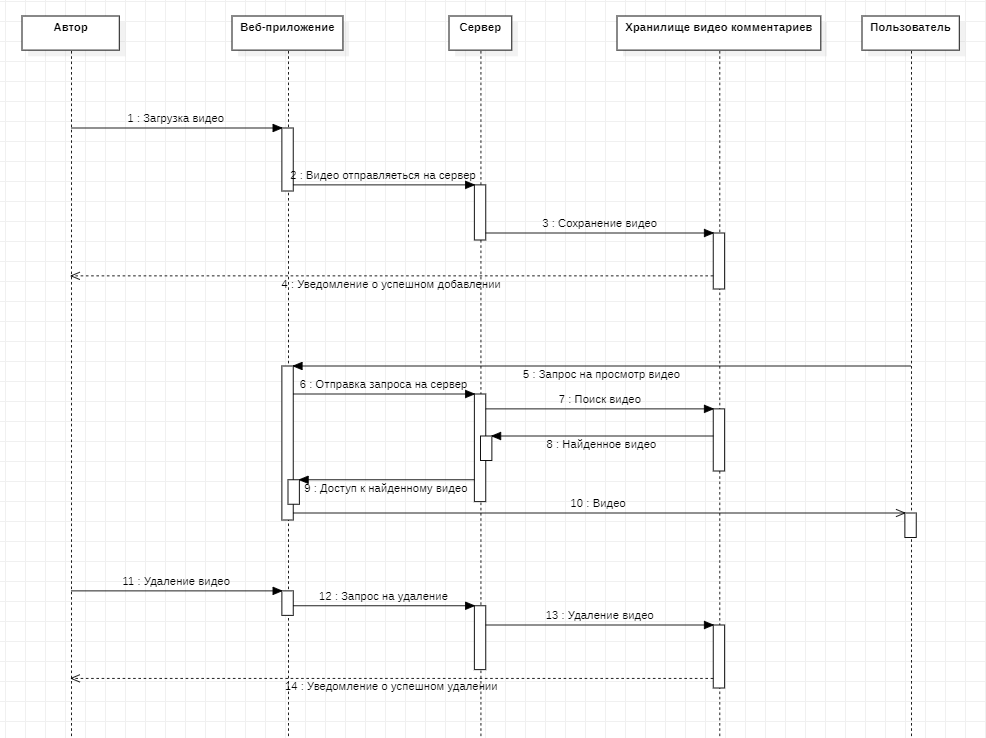 Автор
Веб-приложение
Сервер
Хранилище видео комментариев
Пользователь
1 : Загрузка видео
2 : Видео отправляеться на сервер
3 : Сохранение видео
4 : Уведомление о успешном добавлении
5 : Запрос на просмотр видео
6 : Отправка запроса на сервер
7 : Поиск видео
8 : Найденное видео
9 : Доступ к найденному видео
10 : Видео
11 : Удаление видео
12 : Запрос на удаление
13 : Удаление видео
14 : Уведомление о успешном удалении